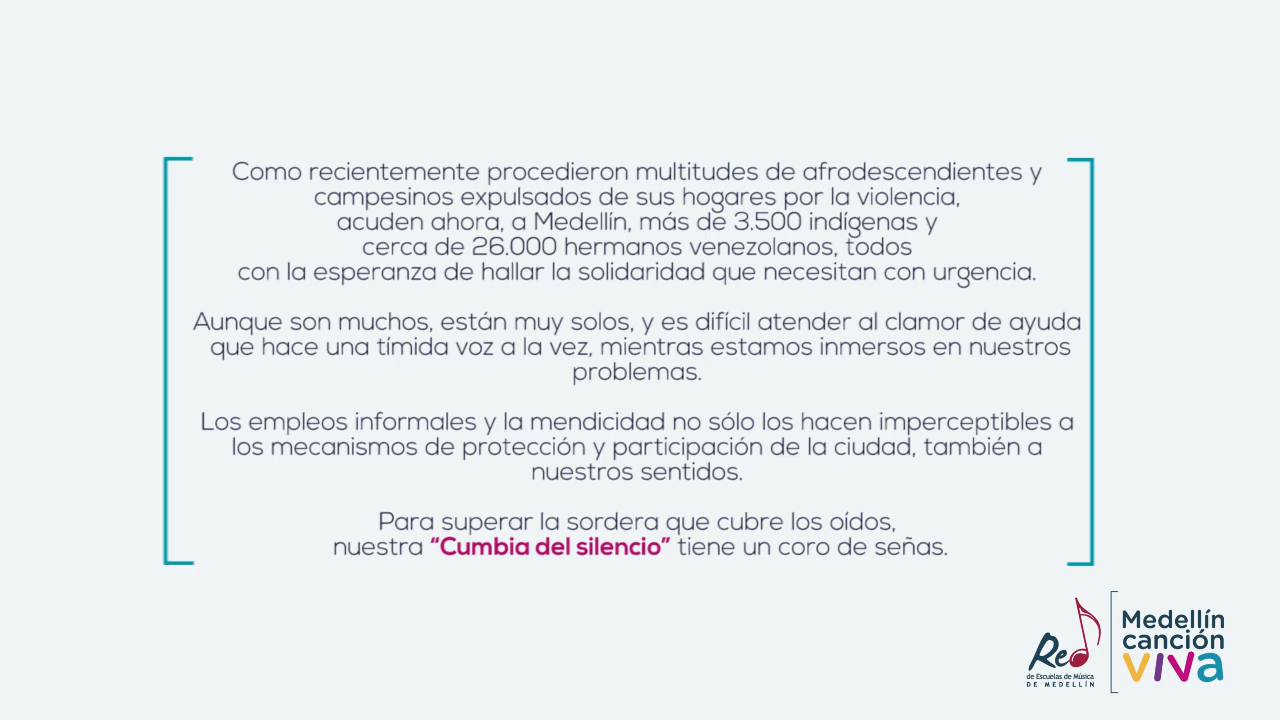 Como recientemente procedieron multitudes de afrodescendientes y
campesinos expulsados de sus hogares por la violencia,
acuden ahora, a Medellín, más de 3.500 indígenas y
cerca de 26.000 hermanos venezolanos, todos
con la esperanza de hallar la solidaridad que necesitan con urgencia.
Aunque son muchos, están muy solos, y es difícil atender al clamor de ayuda
que hace una tímida voz a la vez, mientras estamos inmersos en nuestros
problemas.
Los empleos informales y la mendicidad no sólo los hacen imperceptibles a
los mecanismos de protección y participación de la ciudad, también a
nuestros sentidos.
Para superar la sordera que cubre los oídos,
nuestra “Cumbia del silencio” tiene un coro de señas.
Red
de Escuelas de Música
DE MEDELLÍN
Medellín
canción
viva